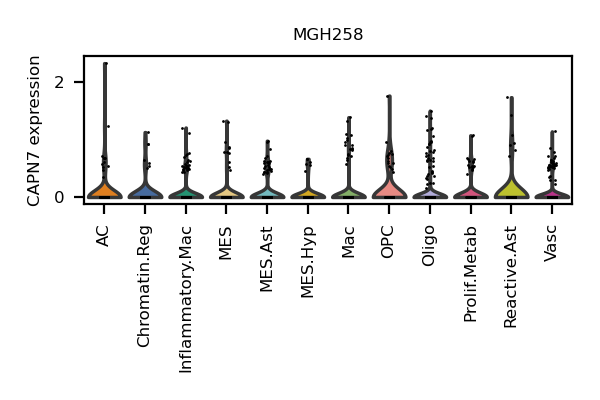 MGH258
CAPN7 expression
2
0
AC
Chromatin.Reg
Inflammatory.Mac
MES
MES.Ast
MES.Hyp
Mac
OPC
Oligo
Prolif.Metab
Reactive.Ast
Vasc